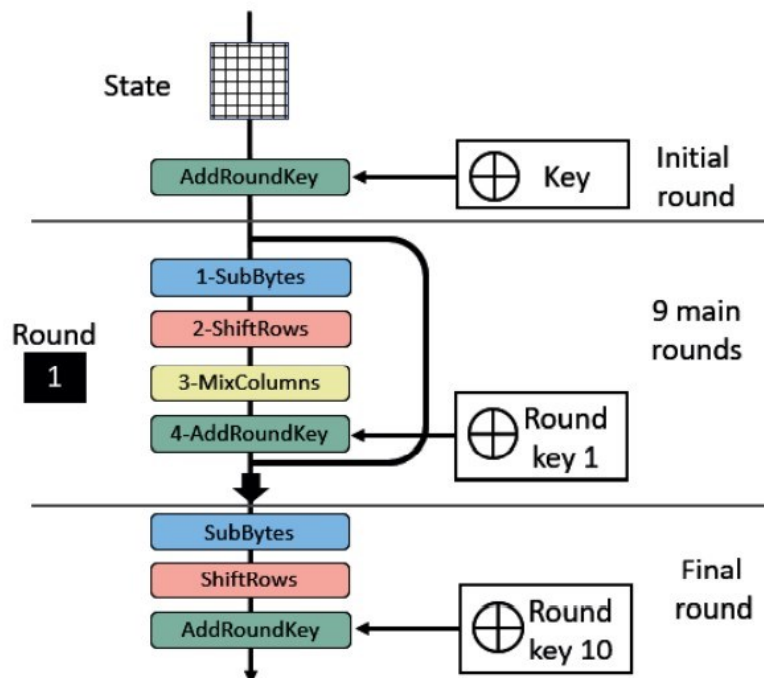 State
AddRoundKey
Key
Initial
round
1-SubBytes
2-ShiftRows
3-MixColumns
4-AddRoundKey
Round
1
9 main
rounds
Round
key 1
SubBytes
ShiftRows
AddRoundKey
Round
key 10
Final
round